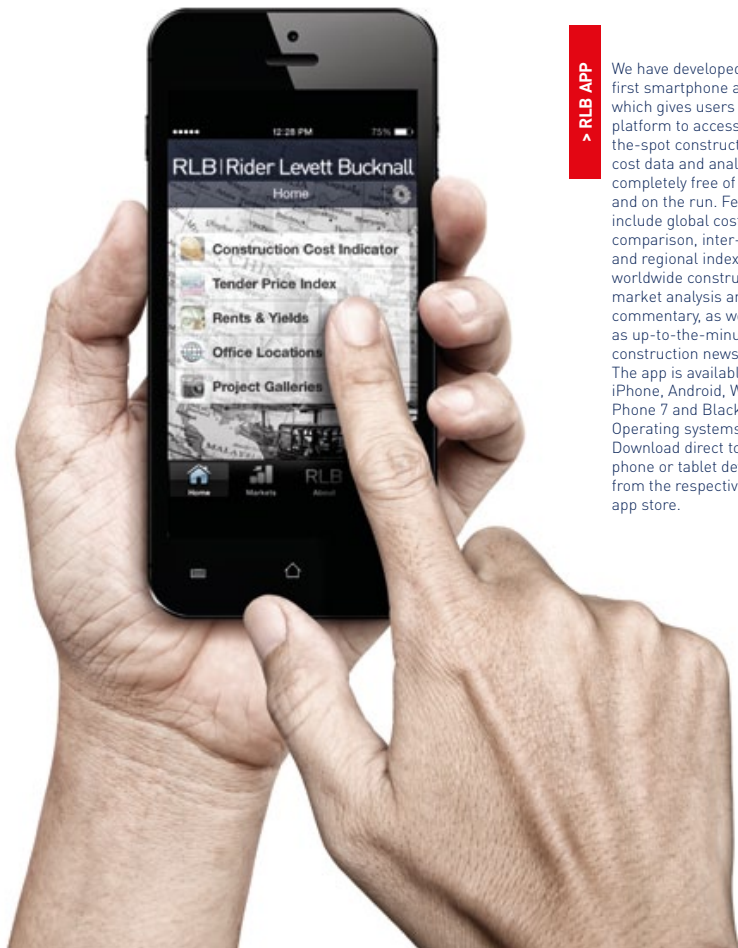 12:28 PM 75%
RLB | Rider Levett Bucknall
Home
Construction Cost Indicator
Tender Price Index
Rents & Yields
Office Locations
Project Galleries
CHINA
MALAYSIA
Home Markets RLB About
> RLB APP
We have developed
first smartphone a
which gives users
platform to access
the-spot construct
cost data and anal
completely free of
and on the run. Fe
include global cos
comparison, inter-
and regional index
worldwide constru
market analysis an
commentary, as we
as up-to-the-minu
construction news
The app is availabl
iPhone, Android, W
Phone 7 and Black
Operating systems
Download direct to
phone or tablet de
from the respectiv
app store.